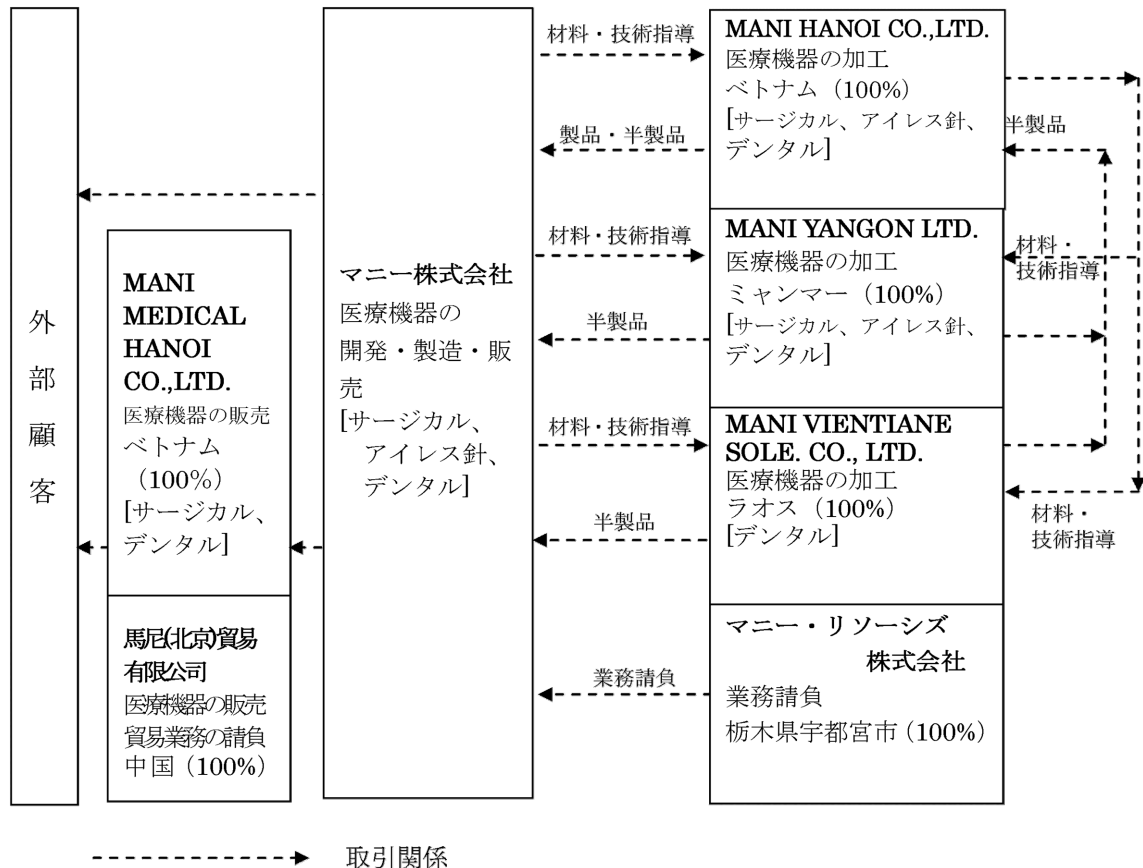 外部顧客
MANI
MEDICAL
HANOI
CO.,LTD.
医療機器の販売
ベトナム
(100%)
[サージカル、
デンタル]
馬尼(北京)貿易
有限公司
医療機器の販売
貿易業務の請負
中国(100%)
マニー株式会社
医療機器の
開発・製造・販
売
[サージカル、
アイレス針、
デンタル]
材料・技術指導
製品・半製品
材料・技術指導
半製品
材料・技術指導
半製品
業務請負
MANI HANOI CO.,LTD.
医療機器の加工
ベトナム(100%)
[サージカル、アイレス針、
デンタル]
MANI YANGON LTD.
医療機器の加工
ミャンマー(100%)
[サージカル、アイレス針、
デンタル]
MANI VIENTIANE
SOLE. CO., LTD.
医療機器の加工
ラオス(100%)
[デンタル]
マニー・リソーシズ
株式会社
業務請負
栃木県宇都宮市(100%)
半製品
材料・
技術指導
材料・
技術指導
取引関係